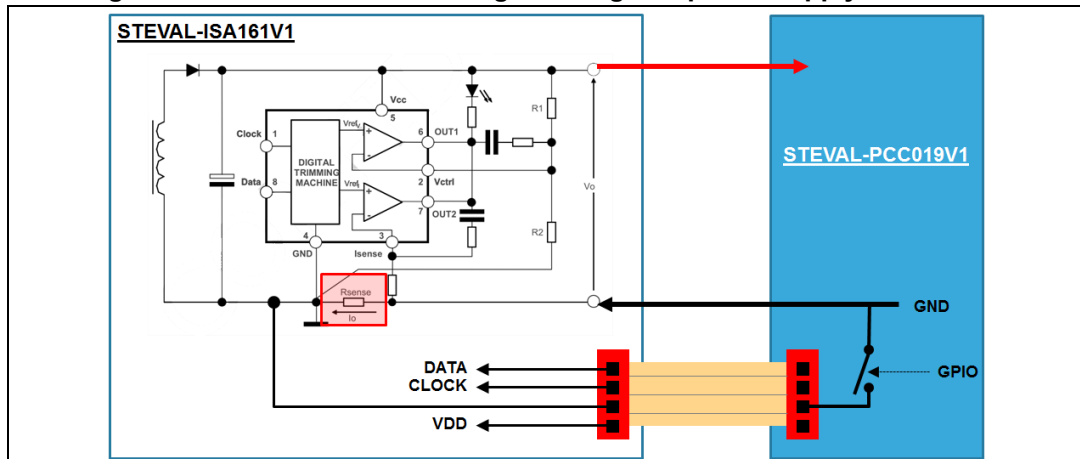 STEVAL-ISA161V1
Vcc
5
R1
Clock 1
Vref
6 OUT1
DIGITAL
TRIMMING
MACHINE
STEVAL-PCC019V1
Data 8
Vref
2 Vctrl
Vo
7
OUT2
R2
4
3
GND
Isense
Rsense
Io
GND
DATA
CLOCK
GPIO
VDD